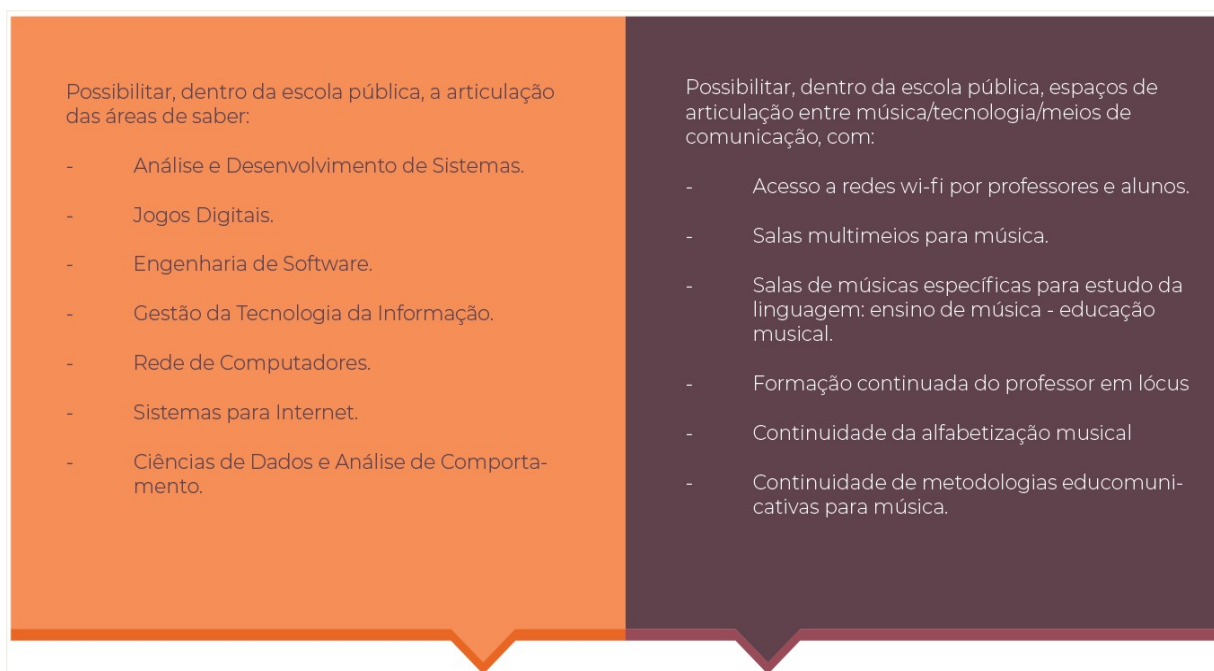 Possibilitar, dentro da escola pública, a articulação
das áreas de saber:
- Análise e Desenvolvimento de Sistemas.
- Jogos Digitais.
- Engenharia de Software.
- Gestão da Tecnologia da Informação.
- Rede de Computadores.
- Sistemas para Internet.
- Ciências de Dados e Análise de Comporta-
mento.
Possibilitar, dentro da escola pública, espaços de
articulação entre música/tecnologia/meios de
comunicação, com:
- Acesso a redes wi-fi por professores e alunos.
- Salas multimeios para música.
- Salas de músicas específicas para estudo da
linguagem: ensino de música - educação
musical.
- Formação continuada do professor em lócus
- Continuidade da alfabetização musical
- Continuidade de metodologias educomuni-
cativas para música.